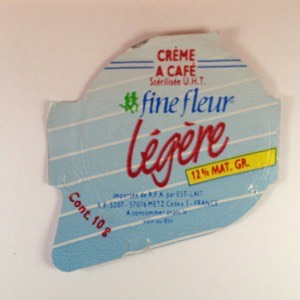 CRÈME
A CAFÉ
Stérilisée U.H.T.
fine fleur
légère
12% MAT. GR.
Cont. 10 g
importée de R.F.A. par EST-LAIT
B.P. 5207 - 57076 METZ Cedex 3 - FRANCE
A consommer avant le